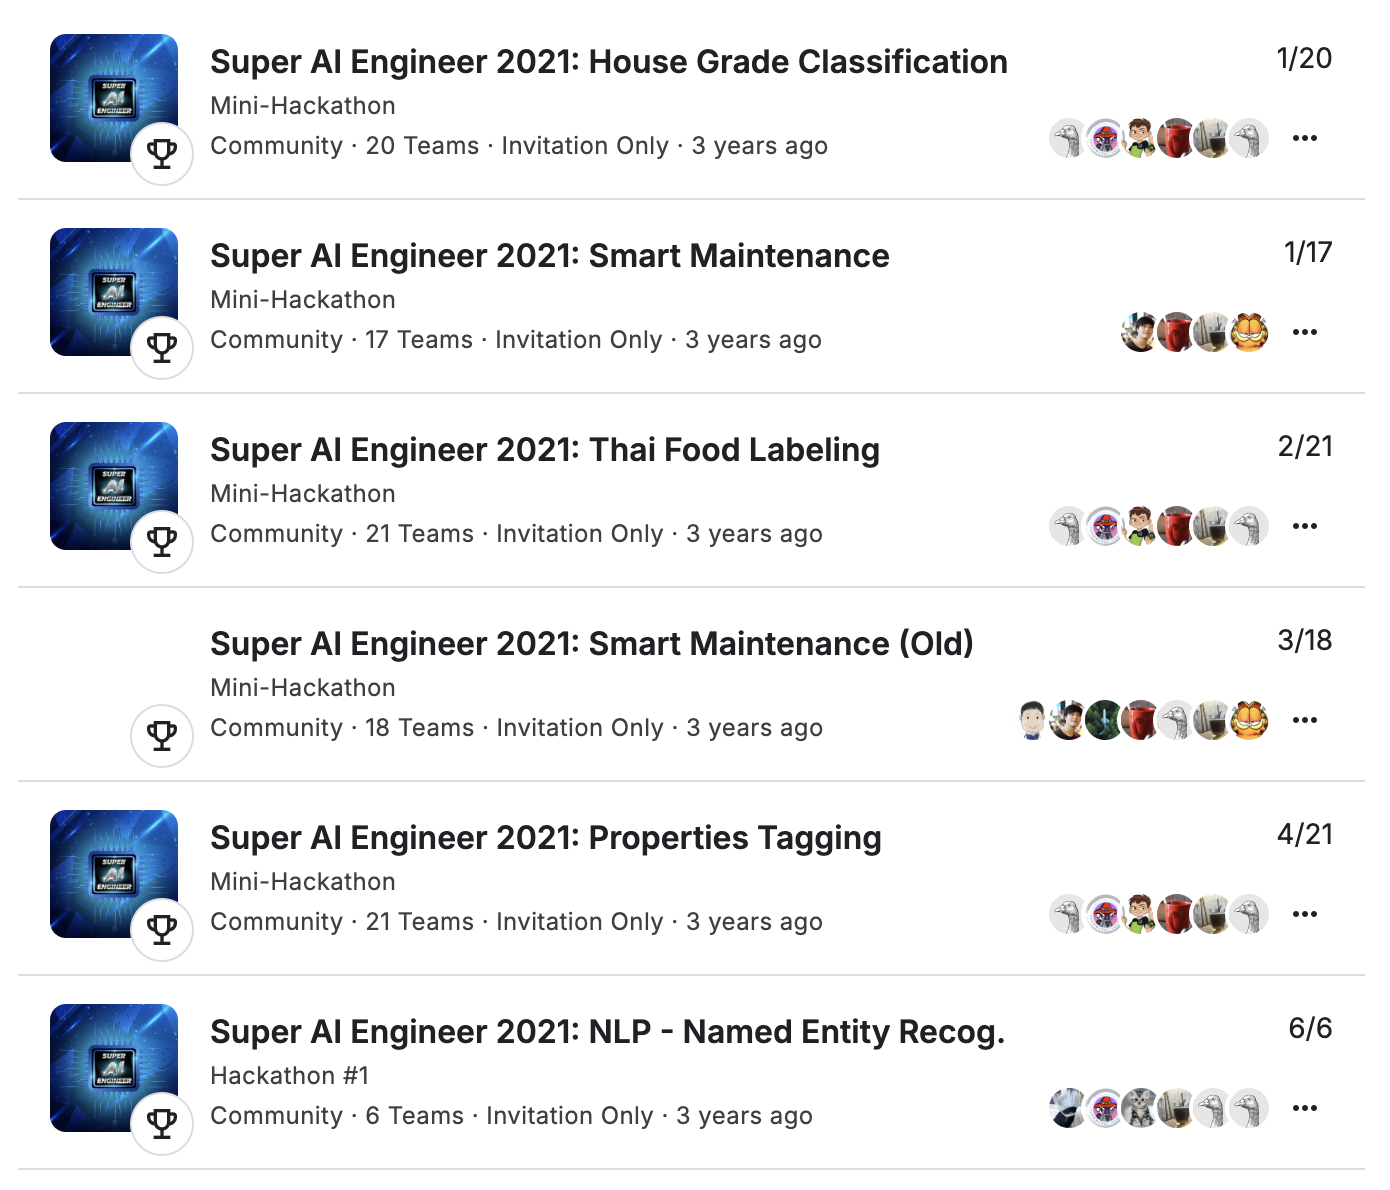 Super AI Engineer 2021: House Grade Classification
1/20
Mini-Hackathon
Community · 20 Teams · Invitation Only · 3 years ago
SUPER
AI
ENGINEER
Super AI Engineer 2021: Smart Maintenance
1/17
Mini-Hackathon
Community · 17 Teams · Invitation Only · 3 years ago
SUPER
AI
ENGINEER
Super AI Engineer 2021: Thai Food Labeling
2/21
Mini-Hackathon
Community · 21 Teams · Invitation Only · 3 years ago
SUPER
AI
ENGINEER
Super AI Engineer 2021: Smart Maintenance (Old)
3/18
Mini-Hackathon
Community · 18 Teams · Invitation Only · 3 years ago
Super AI Engineer 2021: Properties Tagging
4/21
Mini-Hackathon
Community · 21 Teams · Invitation Only · 3 years ago
SUPER
AI
ENGINEER
Super AI Engineer 2021: NLP - Named Entity Recog.
6/6
Hackathon #1
Community · 6 Teams · Invitation Only · 3 years ago
SUPER
AI
ENGINEER